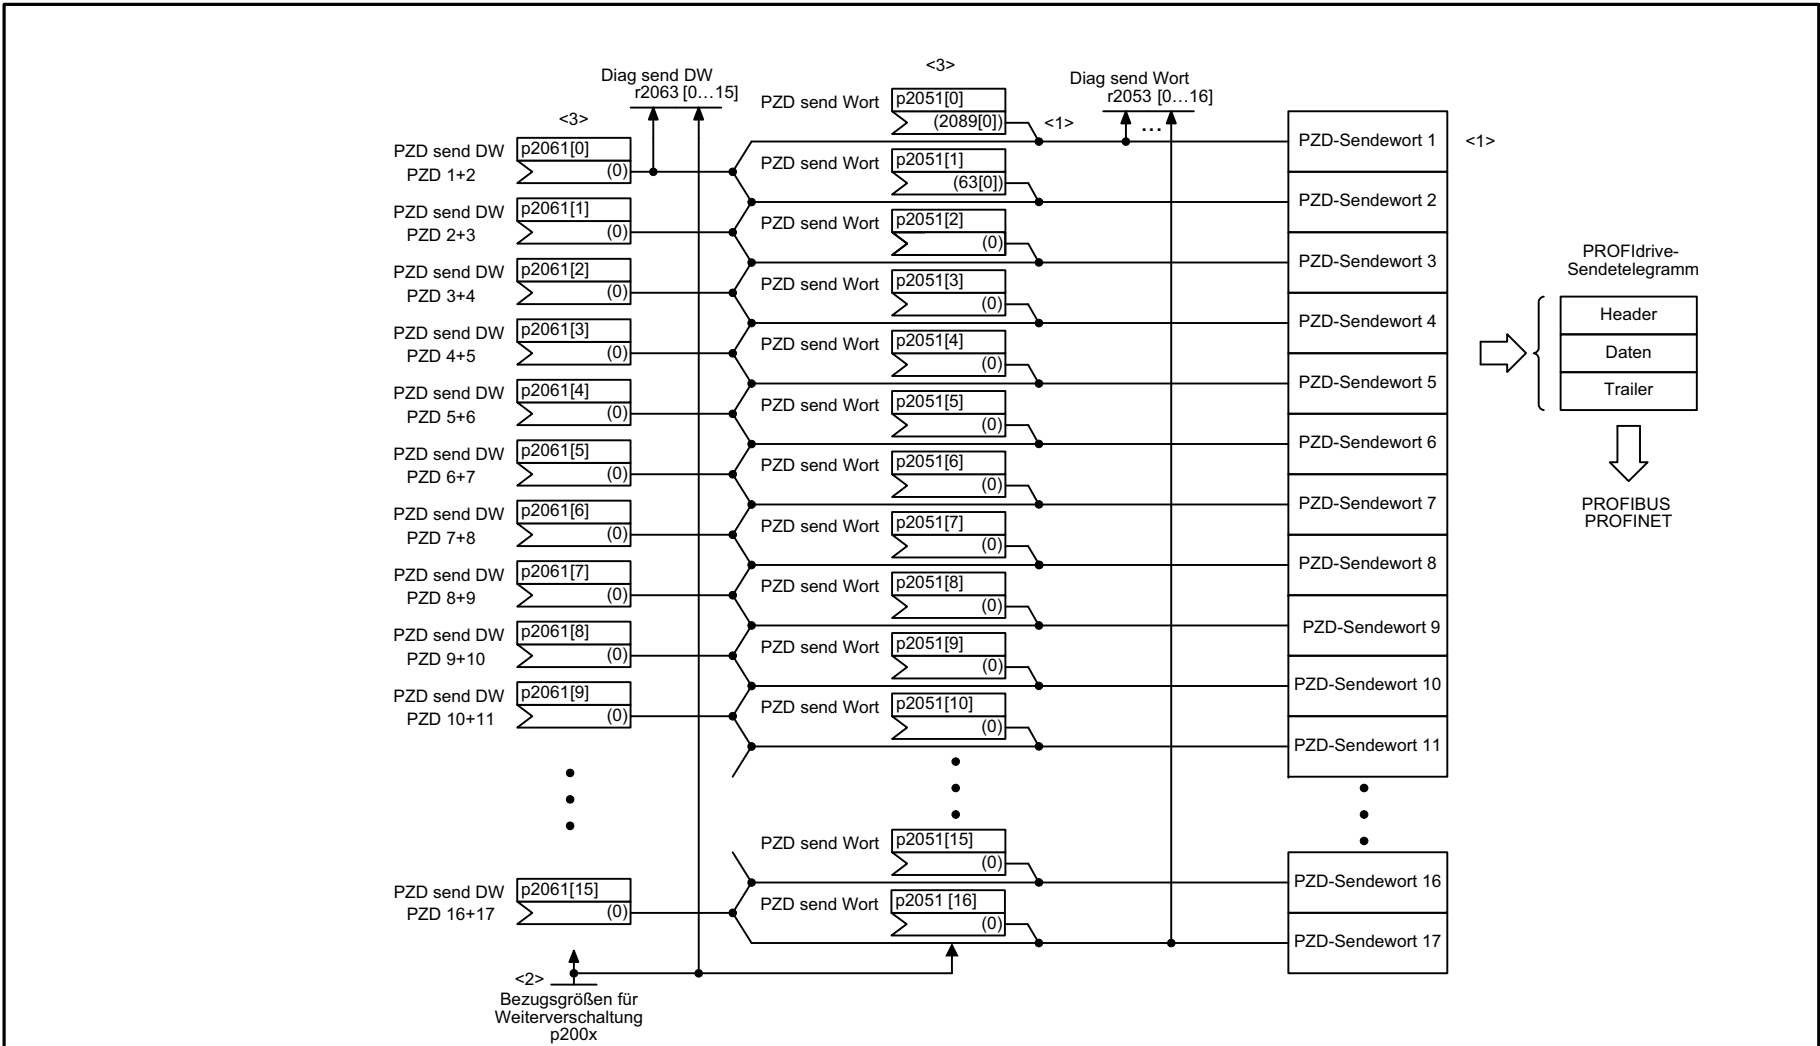 Diag send DW
r2063 [0...15]
<3>
PZD send DW
PZD 1+2
p2061[0]
(0)
PZD send DW
PZD 2+3
p2061[1]
(0)
PZD send DW
PZD 3+4
p2061[2]
(0)
PZD send DW
PZD 4+5
p2061[3]
(0)
PZD send DW
PZD 5+6
p2061[4]
(0)
PZD send DW
PZD 6+7
p2061[5]
(0)
PZD send DW
PZD 7+8
p2061[6]
(0)
PZD send DW
PZD 8+9
p2061[7]
(0)
PZD send DW
PZD 9+10
p2061[8]
(0)
PZD send DW
PZD 10+11
p2061[9]
(0)
PZD send DW
PZD 16+17
p2061[15]
(0)
<2>
Bezugsgrößen für
Weiterverschaltung
p200x
<3>
PZD send Wort
p2051[0]
(2089[0])
<1>
PZD send Wort
p2051[1]
(63[0])
PZD send Wort
p2051[2]
(0)
PZD send Wort
p2051[3]
(0)
PZD send Wort
p2051[4]
(0)
PZD send Wort
p2051[5]
(0)
PZD send Wort
p2051[6]
(0)
PZD send Wort
p2051[7]
(0)
PZD send Wort
p2051[8]
(0)
PZD send Wort
p2051[9]
(0)
PZD send Wort
p2051[10]
(0)
PZD send Wort
p2051[15]
(0)
PZD send Wort
p2051 [16]
(0)
Diag send Wort
r2053 [0...16]
...
PZD-Sendewort 1
<1>
PZD-Sendewort 2
PZD-Sendewort 3
PZD-Sendewort 4
PZD-Sendewort 5
PZD-Sendewort 6
PZD-Sendewort 7
PZD-Sendewort 8
PZD-Sendewort 9
PZD-Sendewort 10
PZD-Sendewort 11
PZD-Sendewort 16
PZD-Sendewort 17
PROFIdrive-
Sendetelegramm
Header
Daten
Trailer
PROFIBUS
PROFINET